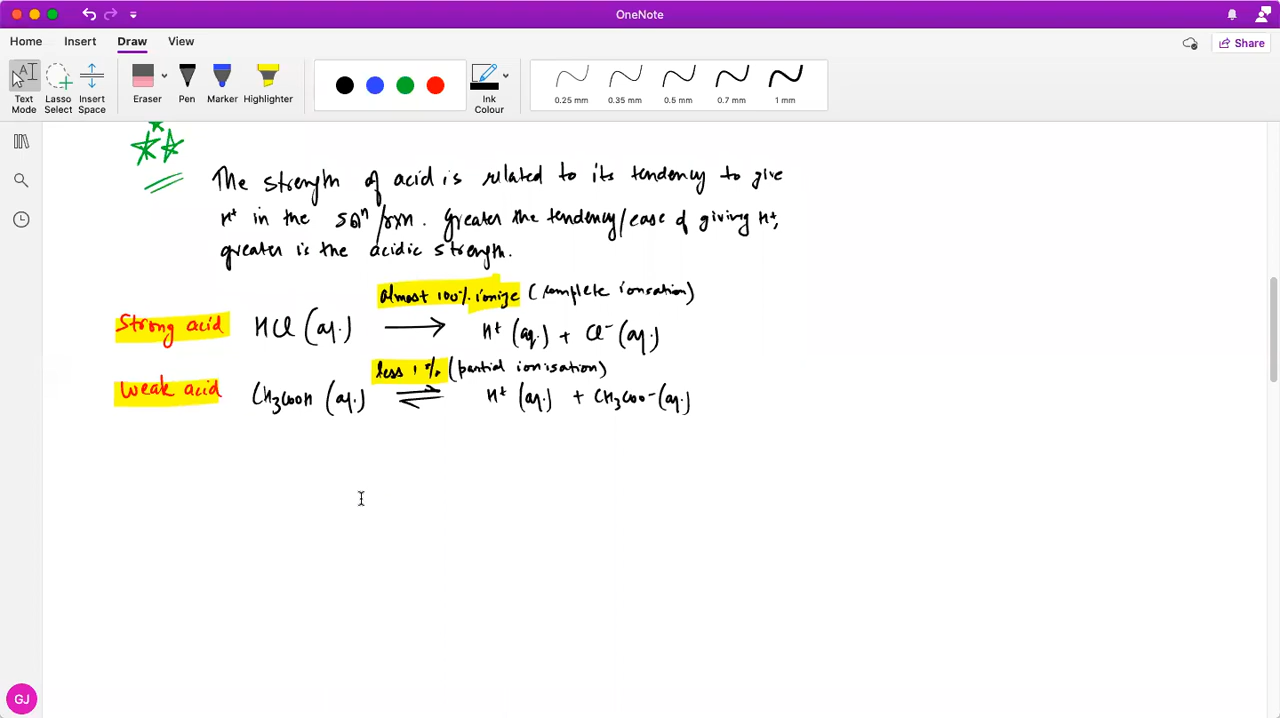 OneNote
Home Insert Draw View
Share
Text Mode
Lasso Select
Insert Space
Eraser
Pen
Marker
Highlighter
Ink Colour
0.25 mm
0.35 mm
0.5 mm
0.7 mm
1 mm
The strength of acid is related to its tendency to give
H⁺ in the solⁿ/rxn. Greater the tendency/ease of giving H⁺,
greater is the acidic strength.
almost 100% ionize (complete ionsation)
Strong acid HCl (aq.) ⟶ H⁺ (aq.) + Cl⁻ (aq.)
less 1% (partial ionisation)
Weak acid CH₃COOH (aq.) ⇌ H⁺ (aq.) + CH₃COO⁻ (aq.)
GJ